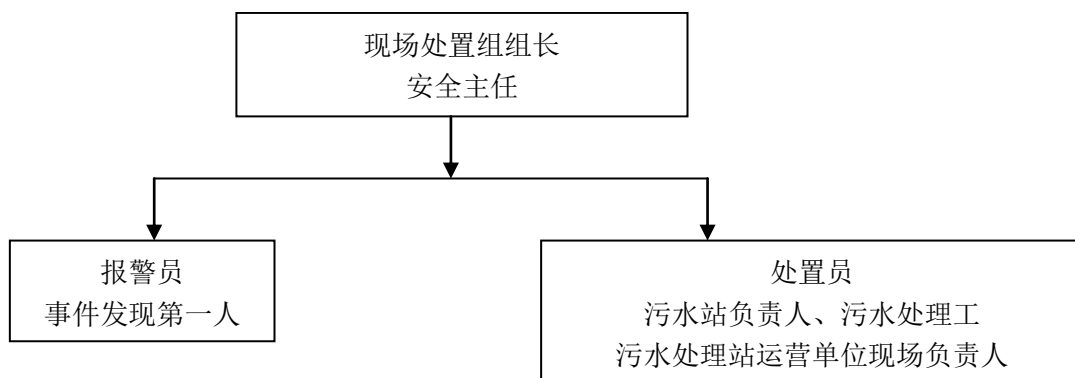 现场处置组组长
安全主任
报警员
事件发现第一人
处置员
污水站负责人、污水处理工
污水处理站运营单位现场负责人